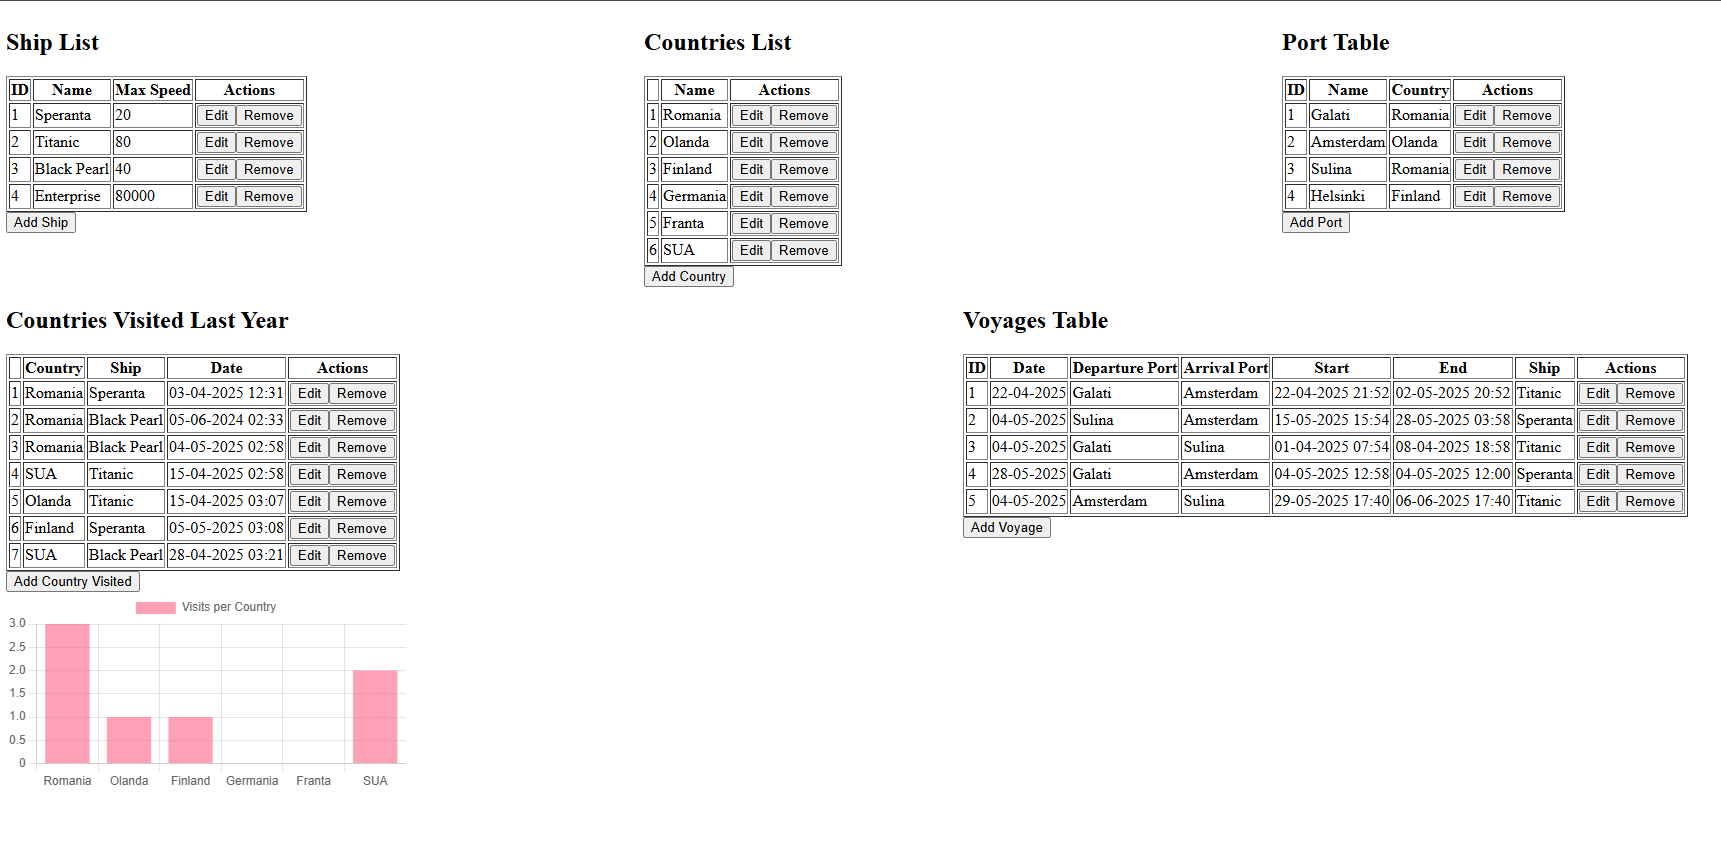 Ship List
ID Name Max Speed Actions
1 Speranta 20 Edit Remove
2 Titanic 80 Edit Remove
3 Black Pearl 40 Edit Remove
4 Enterprise 80000 Edit Remove
Add Ship
Countries List
Name Actions
1 Romania Edit Remove
2 Olanda Edit Remove
3 Finland Edit Remove
4 Germania Edit Remove
5 Franta Edit Remove
6 SUA Edit Remove
Add Country
Port Table
ID Name Country Actions
1 Galati Romania Edit Remove
2 Amsterdam Olanda Edit Remove
3 Sulina Romania Edit Remove
4 Helsinki Finland Edit Remove
Add Port
Countries Visited Last Year
Country Ship Date Actions
1 Romania Speranta 03-04-2025 12:31 Edit Remove
2 Romania Black Pearl 05-06-2024 02:33 Edit Remove
3 Romania Black Pearl 04-05-2025 02:58 Edit Remove
4 SUA Titanic 15-04-2025 02:58 Edit Remove
5 Olanda Titanic 15-04-2025 03:07 Edit Remove
6 Finland Speranta 05-05-2025 03:08 Edit Remove
7 SUA Black Pearl 28-04-2025 03:21 Edit Remove
Add Country Visited
Visits per Country
3.0
2.5
2.0
1.5
1.0
0.5
0
Romania Olanda Finland Germania Franta SUA
Voyages Table
ID Date Departure Port Arrival Port Start End Ship Actions
1 22-04-2025 Galati Amsterdam 22-04-2025 21:52 02-05-2025 20:52 Titanic Edit Remove
2 04-05-2025 Sulina Amsterdam 15-05-2025 15:54 28-05-2025 03:58 Speranta Edit Remove
3 04-05-2025 Galati Sulina 01-04-2025 07:54 08-04-2025 18:58 Titanic Edit Remove
4 28-05-2025 Galati Amsterdam 04-05-2025 12:58 04-05-2025 12:00 Speranta Edit Remove
5 04-05-2025 Amsterdam Sulina 29-05-2025 17:40 06-06-2025 17:40 Titanic Edit Remove
Add Voyage